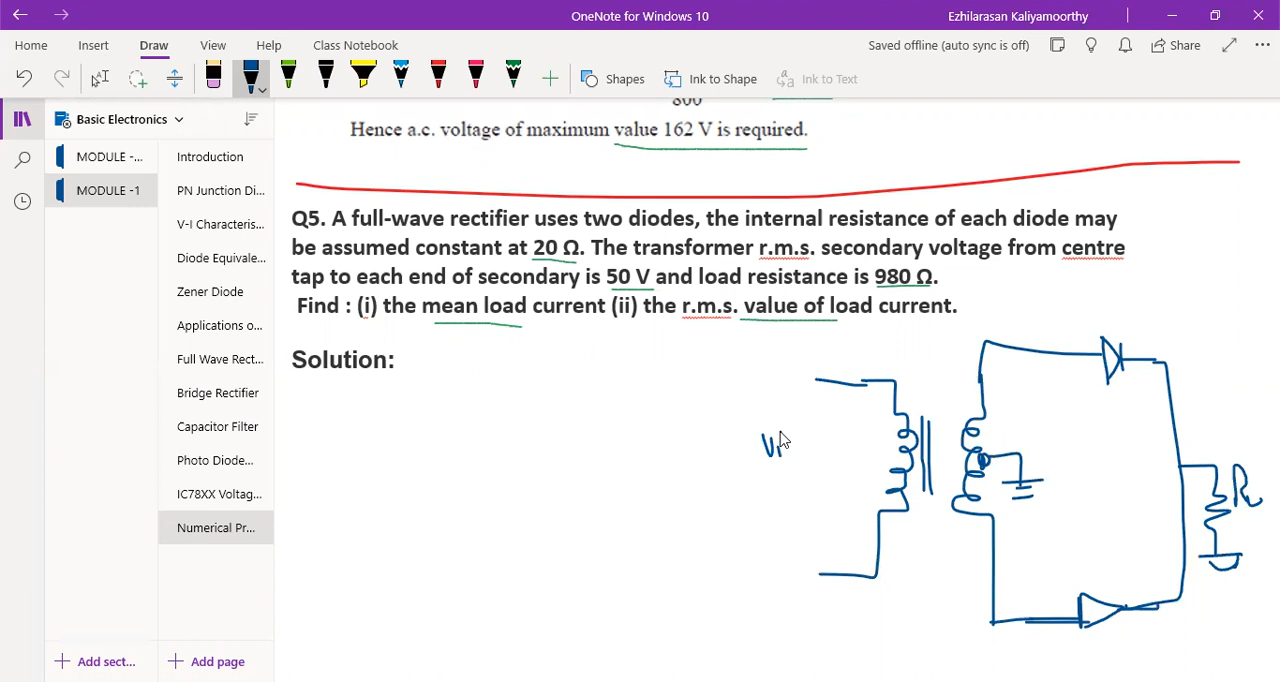 OneNote for Windows 10
Ezhilarasan Kaliyamoorthy
Home Insert Draw View Help Class Notebook
Saved offline (auto sync is off) Share
Shapes Ink to Shape Ink to Text
Basic Electronics
MODULE -...
MODULE -1
Introduction
PN Junction Di...
V-I Characteris...
Diode Equivale...
Zener Diode
Applications o...
Full Wave Rect...
Bridge Rectifier
Capacitor Filter
Photo Diode...
IC78XX Voltag...
Numerical Pr...
Add sect...
Add page
800
Hence a.c. voltage of maximum value 162 V is required.
Q5. A full-wave rectifier uses two diodes, the internal resistance of each diode may
be assumed constant at 20 Ω. The transformer r.m.s. secondary voltage from centre
tap to each end of secondary is 50 V and load resistance is 980 Ω.
Find : (i) the mean load current (ii) the r.m.s. value of load current.
Solution:
RL